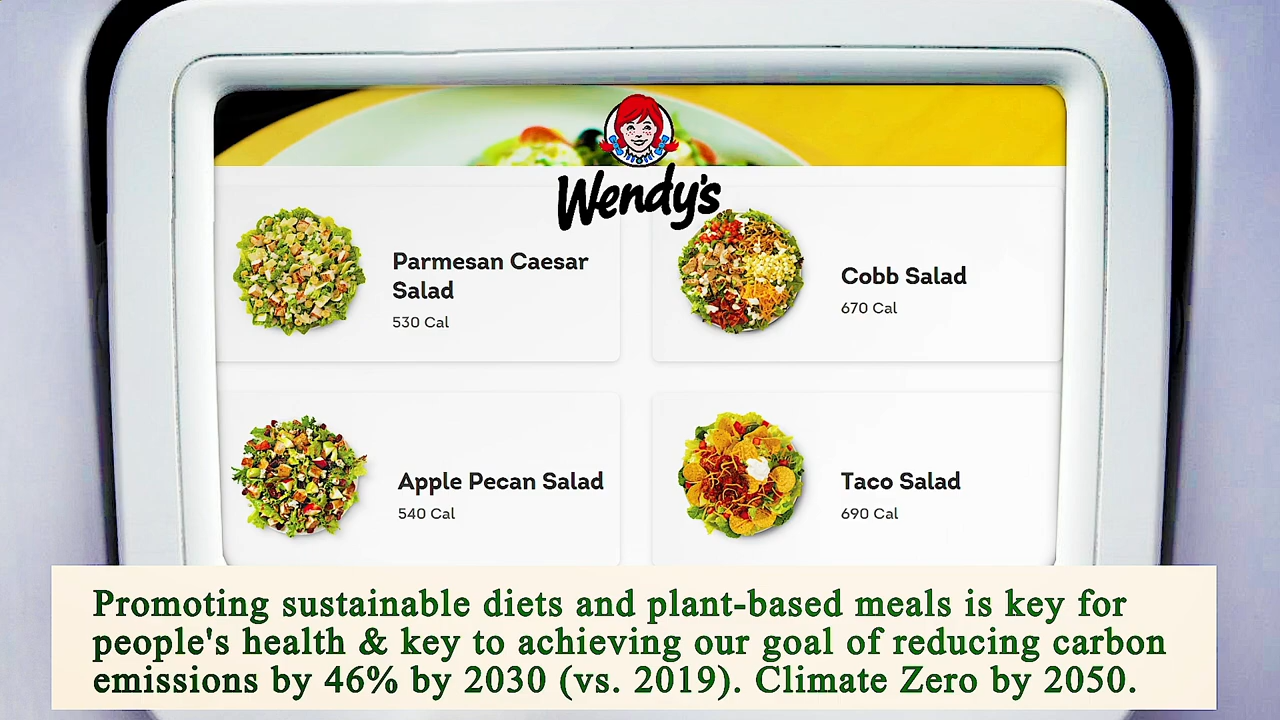 Wendy's
Parmesan Caesar
Salad
530 Cal
Cobb Salad
670 Cal
Apple Pecan Salad
540 Cal
Taco Salad
690 Cal
Promoting sustainable diets and plant-based meals is key for
people's health & key to achieving our goal of reducing carbon
emissions by 46% by 2030 (vs. 2019). Climate Zero by 2050.